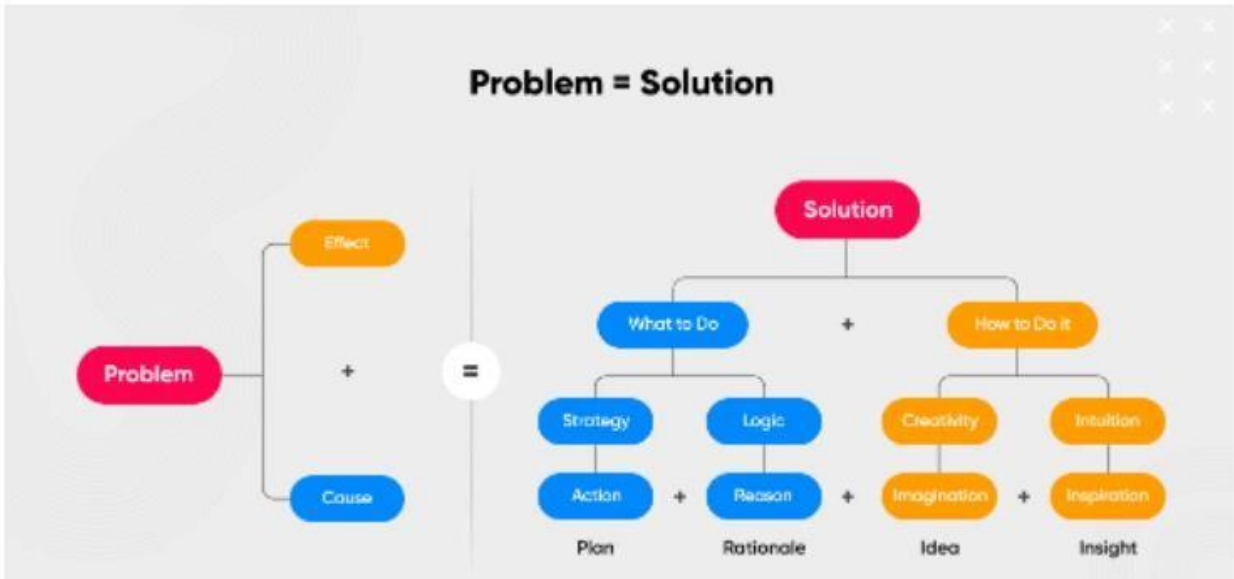 Problem = Solution
Solution
Effect
What to Do + How to Do it
Problem + =
Strategy Logic Creativity Intuition
Cause Action + Reason + Imagination + Inspiration
Plan Rationale Idea Insight